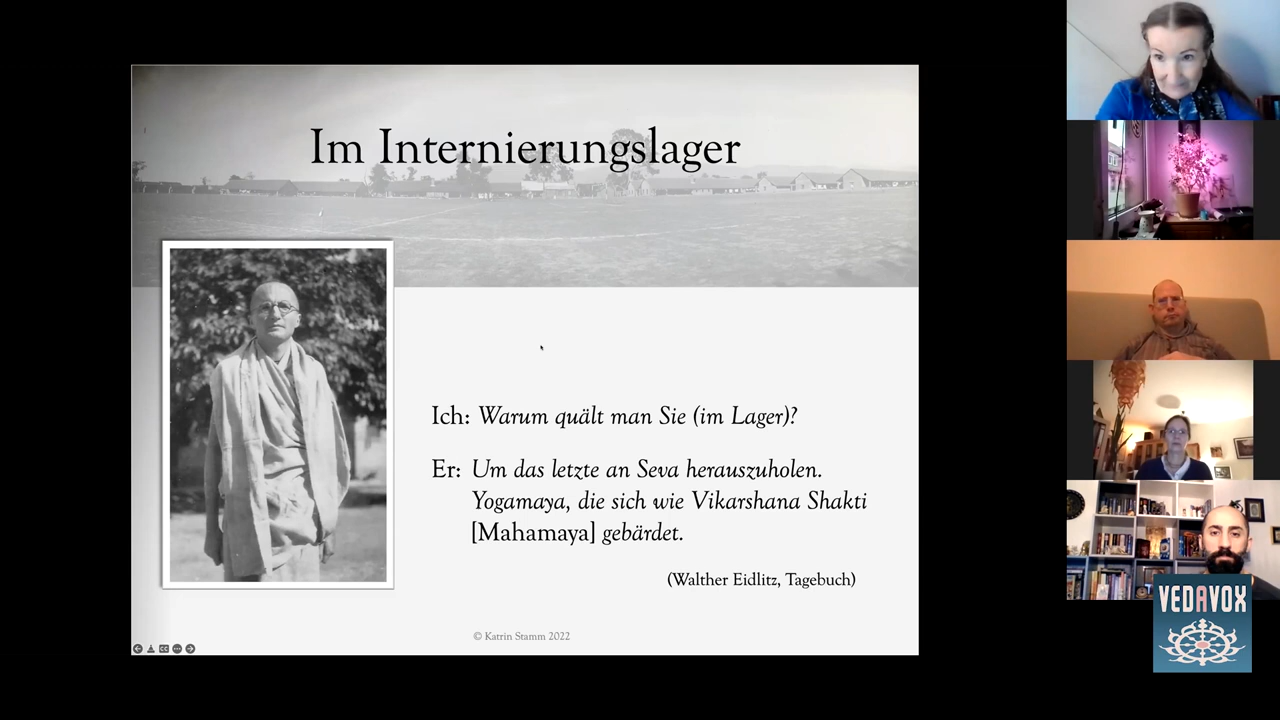 Im Internierungslager
Ich: Warum quält man Sie (im Lager)?
Er: Um das letzte an Seva herauszuholen.
Yogamaya, die sich wie Vikarshana Shakti
[Mahamaya] gebärdet.
(Walther Eidlitz, Tagebuch)
© Katrin Stamm 2022
VEDAVOX